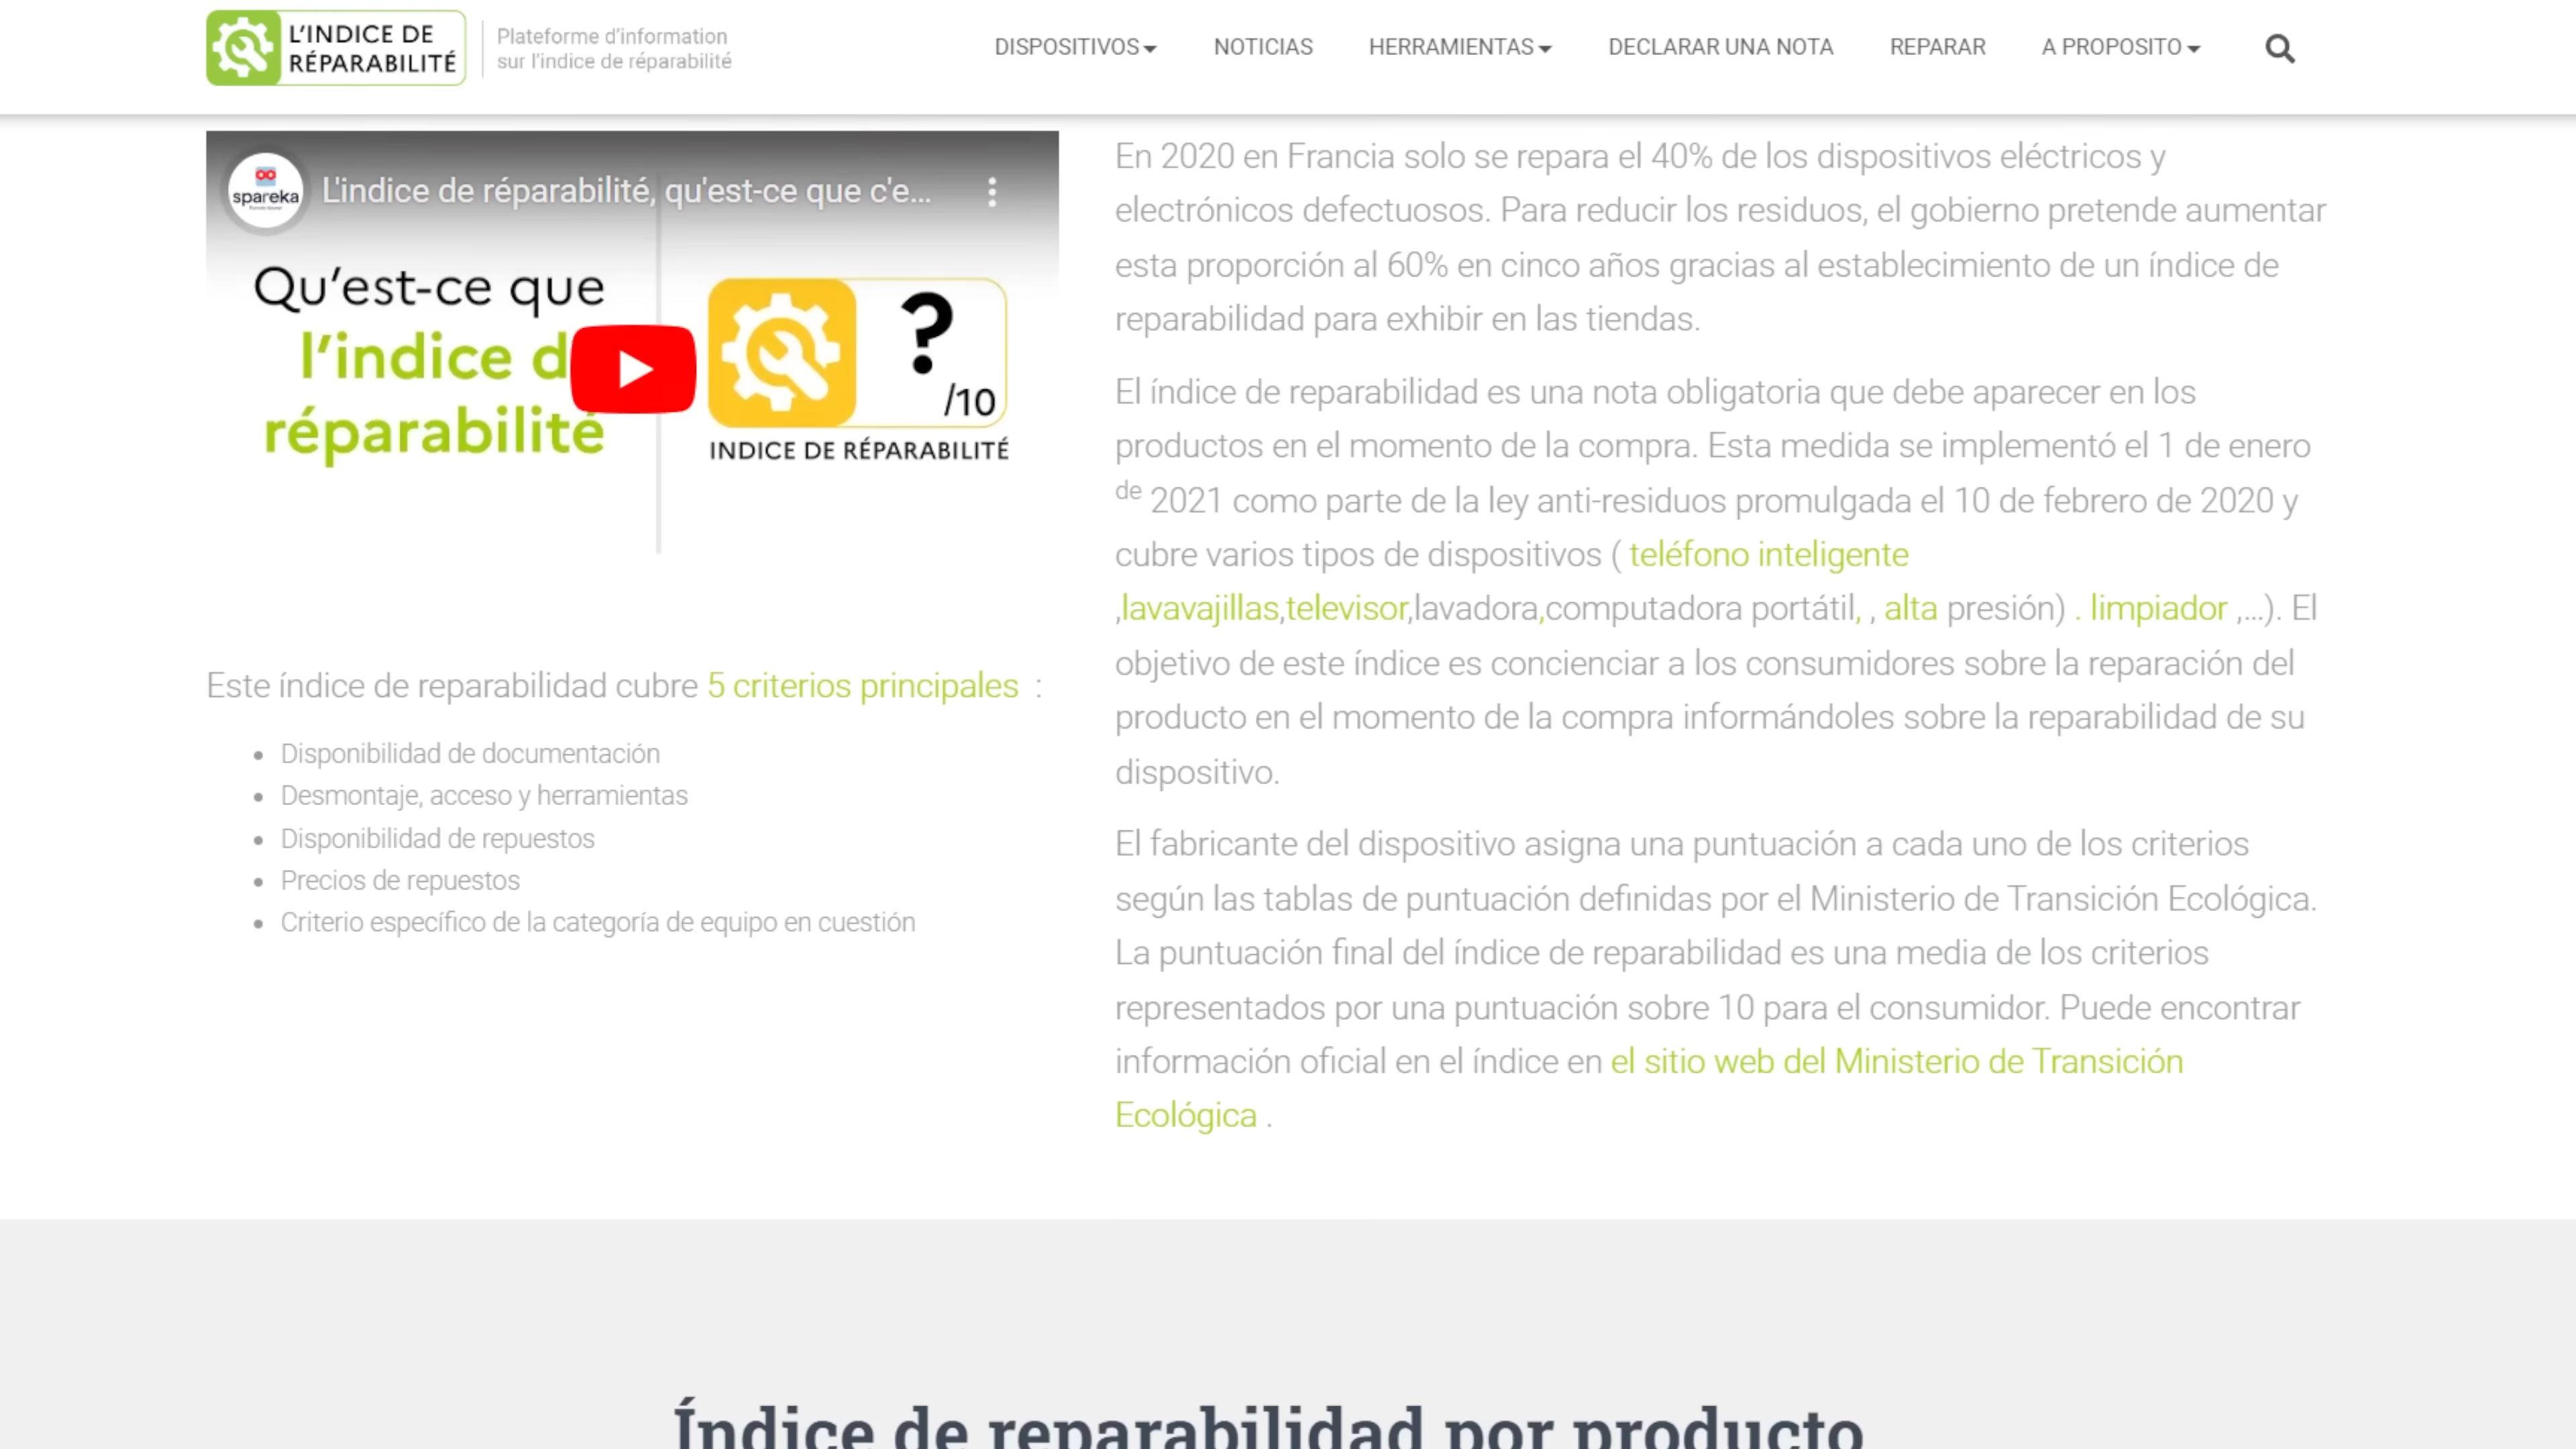 L'INDICE DE
RÉPARABILITÉ
Plateforme d'information
sur l'indice de réparabilité
DISPOSITIVOS
NOTICIAS
HERRAMIENTAS
DECLARAR UNA NOTA
REPARAR
A PROPOSITO
spareka
L'indice de réparabilité, qu'est-ce que c'e...
Qu'est-ce que
l'indice d
réparabilité
?
/10
INDICE DE RÉPARABILITÉ
Este índice de reparabilidad cubre 5 criterios principales :
Disponibilidad de documentación
Desmontaje, acceso y herramientas
Disponibilidad de repuestos
Precios de repuestos
Criterio específico de la categoría de equipo en cuestión
En 2020 en Francia solo se repara el 40% de los dispositivos eléctricos y
electrónicos defectuosos. Para reducir los residuos, el gobierno pretende aumentar
esta proporción al 60% en cinco años gracias al establecimiento de un índice de
reparabilidad para exhibir en las tiendas.
El índice de reparabilidad es una nota obligatoria que debe aparecer en los
productos en el momento de la compra. Esta medida se implementó el 1 de enero
de 2021 como parte de la ley anti-residuos promulgada el 10 de febrero de 2020 y
cubre varios tipos de dispositivos ( teléfono inteligente
,lavavajillas,televisor,lavadora,computadora portátil, , alta presión) . limpiador ,...). El
objetivo de este índice es concienciar a los consumidores sobre la reparación del
producto en el momento de la compra informándoles sobre la reparabilidad de su
dispositivo.
El fabricante del dispositivo asigna una puntuación a cada uno de los criterios
según las tablas de puntuación definidas por el Ministerio de Transición Ecológica.
La puntuación final del índice de reparabilidad es una media de los criterios
representados por una puntuación sobre 10 para el consumidor. Puede encontrar
información oficial en el índice en el sitio web del Ministerio de Transición
Ecológica .
Índice de reparabilidad por producto